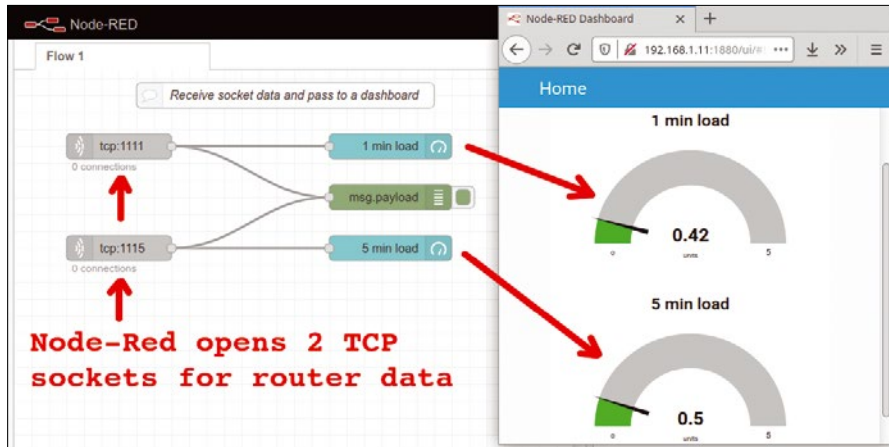 Node-RED
Flow 1
Receive socket data and pass to a dashboard
tcp:1111
0 connections
1 min load
msg.payload
tcp:1115
0 connections
5 min load
Node-Red opens 2 TCP
sockets for router data
Node-RED Dashboard
192.168.1.11:1880/ui/#
Home
1 min load
0.42
0
units
5
5 min load
0.5
0
units
5